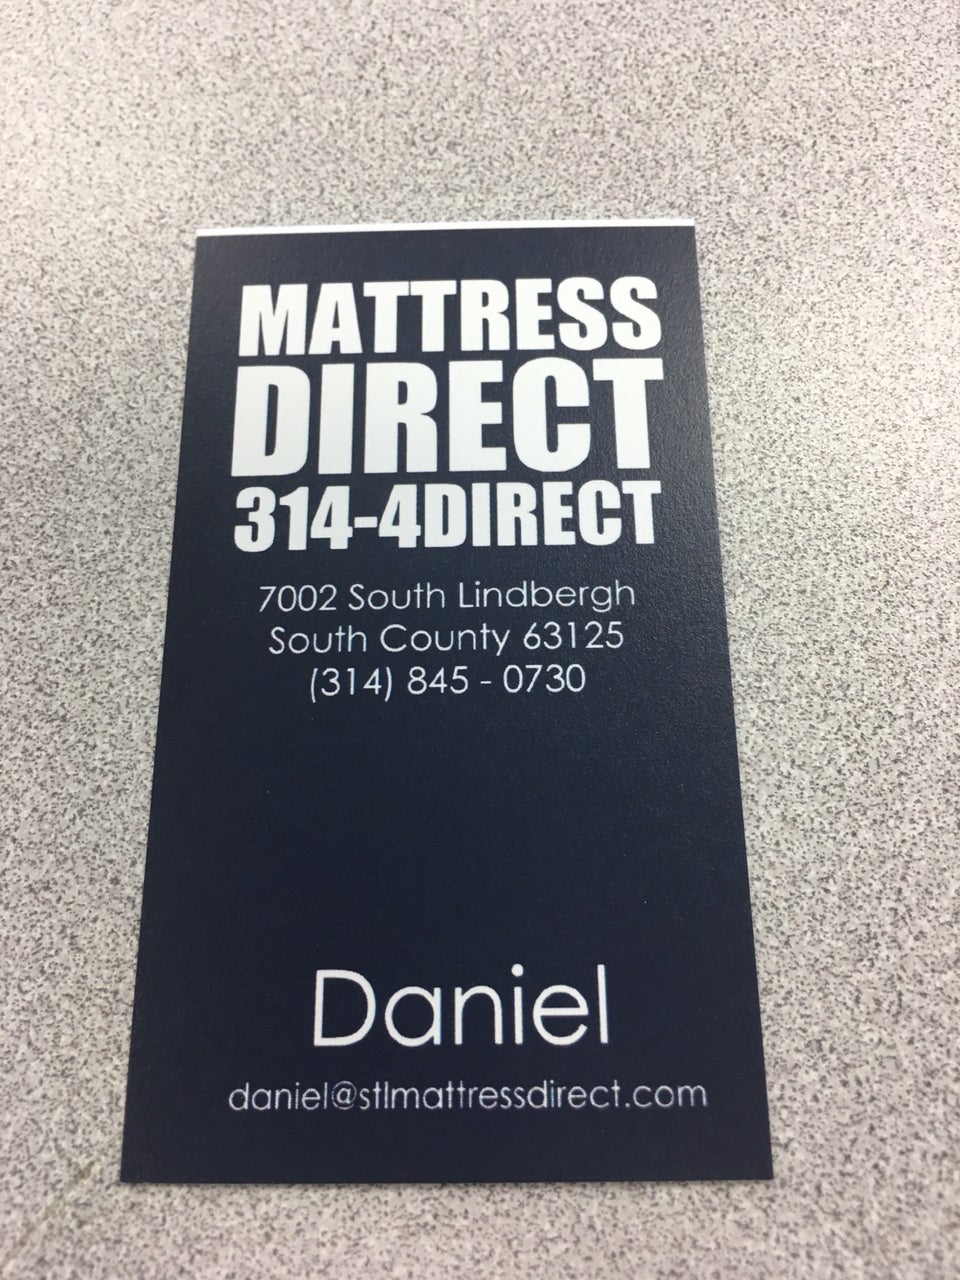 MATTRESS
DIRECT
314-4DIRECT
7002 South Lindbergh
South County 63125
(314) 845 - 0730
Daniel
daniel@stlmattressdirect.com